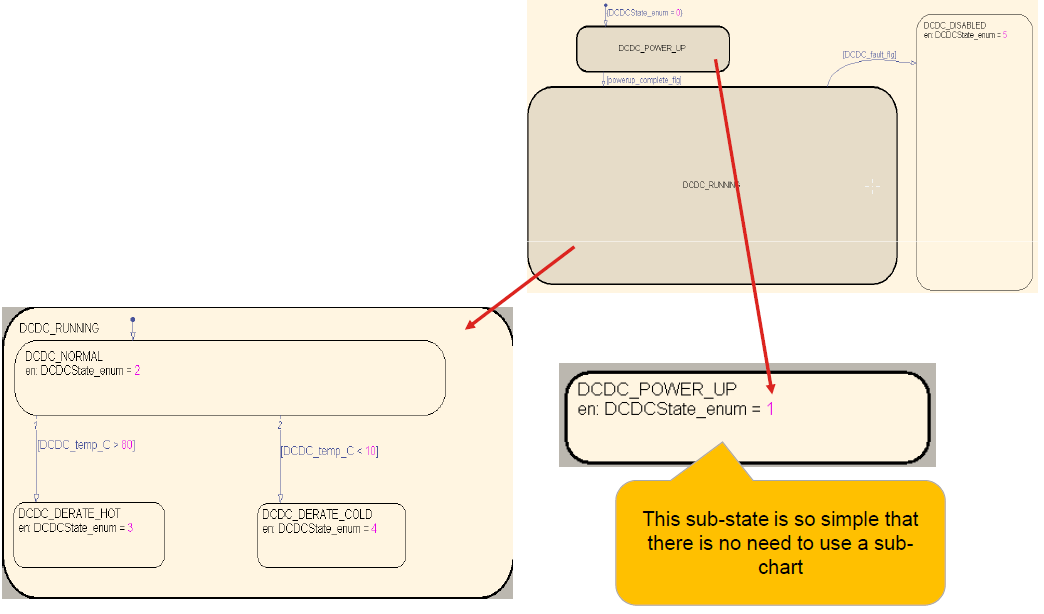 {DCDCState_enum = 0}
DCDC_POWER_UP
[powerup_complete_flg]
DCDC_RUNNING
[DCDC_fault_flg]
DCDC_DISABLED
en: DCDCState_enum = 5
DCDC_RUNNING
DCDC_NORMAL
en: DCDCState_enum = 2
1
[DCDC_temp_C > 80]
2
[DCDC_temp_C < 10]
DCDC_DERATE_HOT
en: DCDCState_enum = 3
DCDC_DERATE_COLD
en: DCDCState_enum = 4
DCDC_POWER_UP
en: DCDCState_enum = 1
This sub-state is so simple that
there is no need to use a sub-
chart